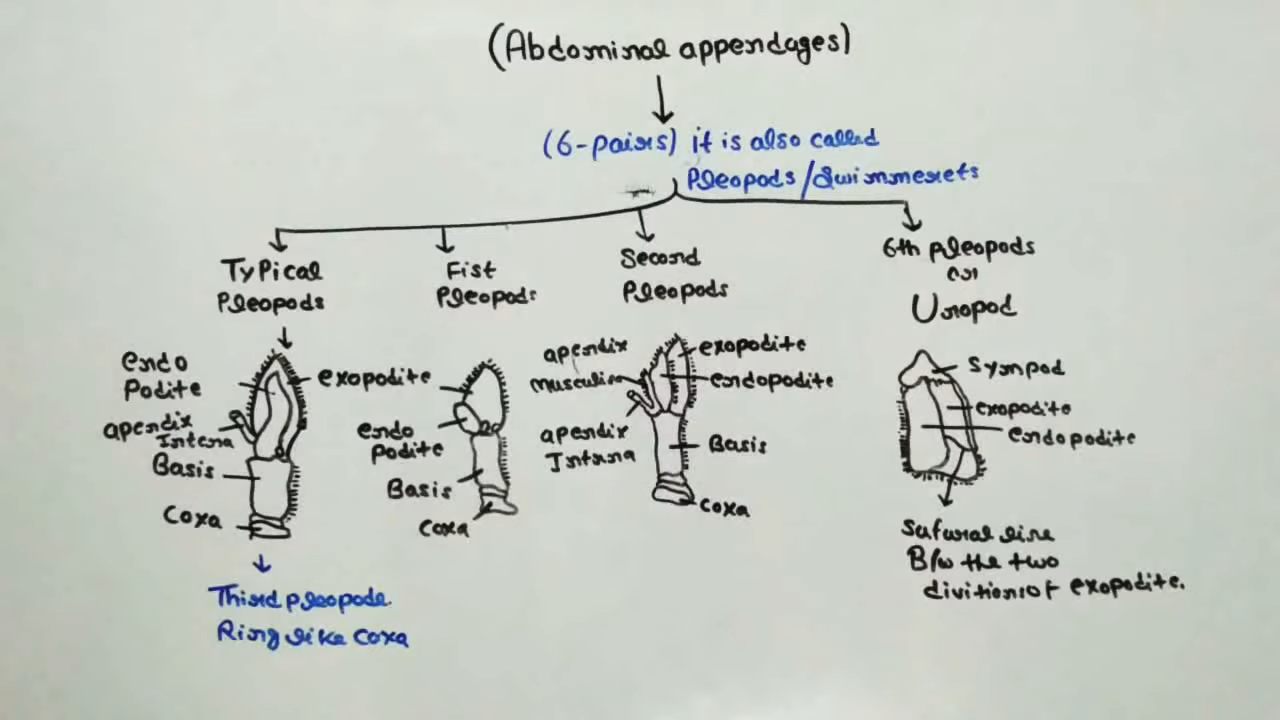 (Abdominal appendages)
(6-pairs) it is also called
Pleopods/Swimmerets
Typical
Pleopods
Fist
Pleopods
Second
Pleopods
6th Pleopods
or
Uropod
endo
Podite
exopodite
apendix
Interna
Basis
Coxa
Third pleopode
Ring like coxa
endo
Podite
Basis
Coxa
apendix
musculin
exopodite
endopodite
apendix
Interna
Basis
Coxa
Sympod
exopodite
endopodite
Sutural line
B/w the two
division of exopodite.